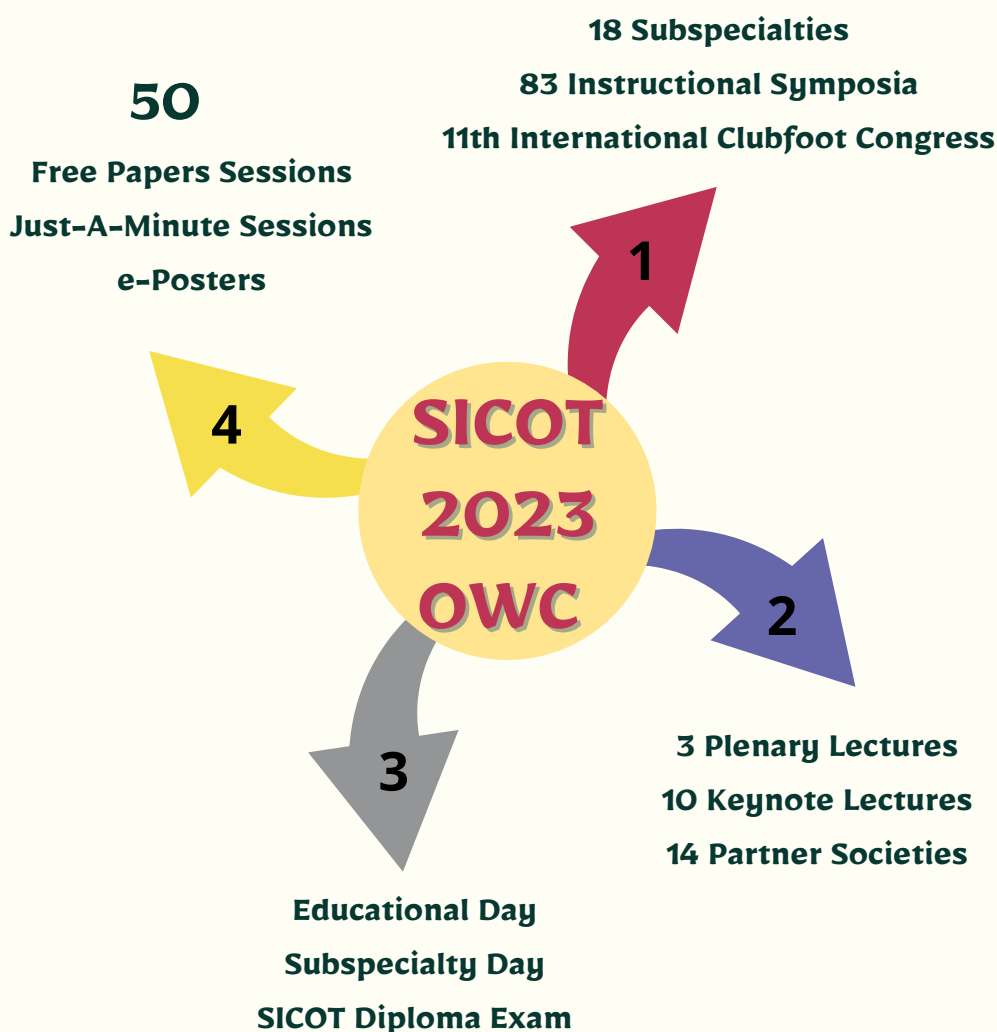 18 Subspecialties
83 Instructional Symposia
11th International Clubfoot Congress
1
50
Free Papers Sessions
Just-A-Minute Sessions
e-Posters
4
SICOT
2023
OWC
2
3 Plenary Lectures
10 Keynote Lectures
14 Partner Societies
3
Educational Day
Subspecialty Day
SICOT Diploma Exam